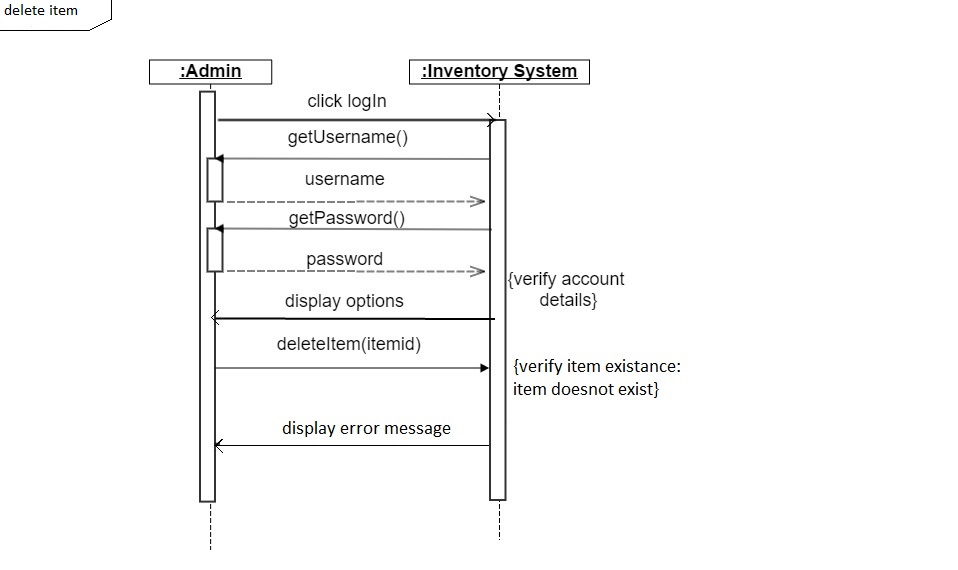 delete item
:Admin
:Inventory System
click logIn
getUsername()
username
getPassword()
password
{verify account
details}
display options
deleteItem(itemid)
{verify item existance:
item doesnot exist}
display error message